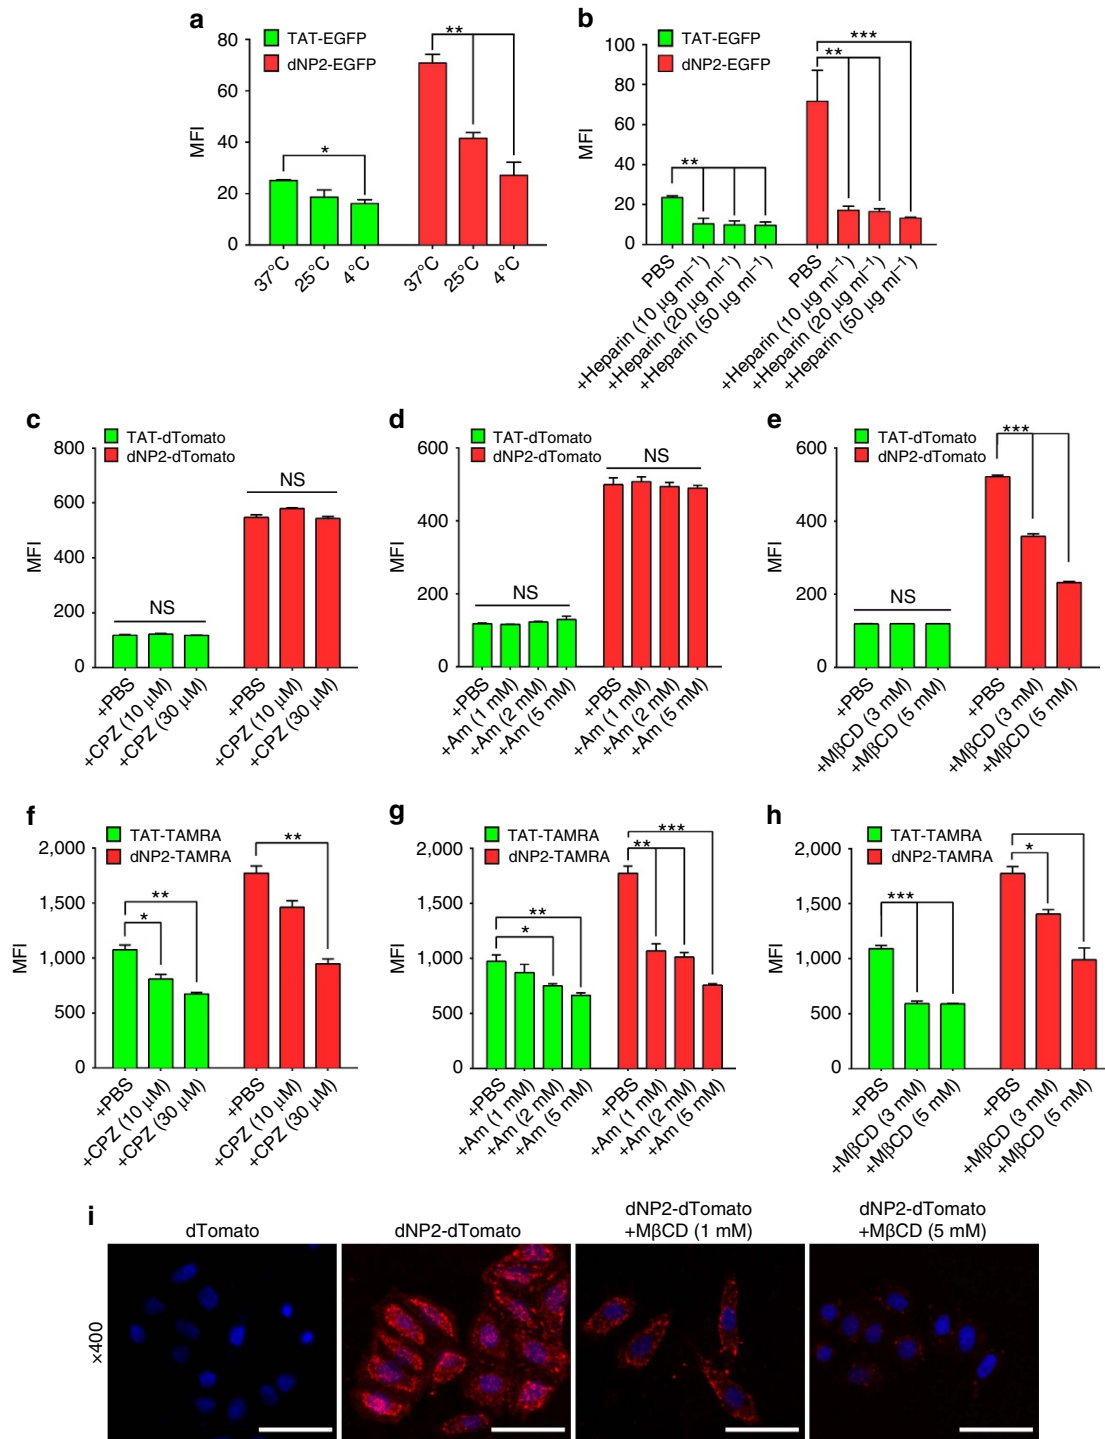 a
TAT-EGFP
dNP2-EGFP
MFI
80
60
40
20
0
*
**
37°C
25°C
4°C
37°C
25°C
4°C
b
TAT-EGFP
dNP2-EGFP
MFI
100
80
60
40
20
0
**
**
***
PBS
+Heparin (10 µg ml⁻¹)
+Heparin (20 µg ml⁻¹)
+Heparin (50 µg ml⁻¹)
PBS
+Heparin (10 µg ml⁻¹)
+Heparin (20 µg ml⁻¹)
+Heparin (50 µg ml⁻¹)
c
TAT-dTomato
dNP2-dTomato
MFI
800
600
400
200
0
NS
NS
+PBS
+CPZ (10 µM)
+CPZ (30 µM)
+PBS
+CPZ (10 µM)
+CPZ (30 µM)
d
TAT-dTomato
dNP2-dTomato
MFI
600
400
200
0
NS
NS
+PBS
+Am (1 mM)
+Am (2 mM)
+Am (5 mM)
+PBS
+Am (1 mM)
+Am (2 mM)
+Am (5 mM)
e
TAT-dTomato
dNP2-dTomato
MFI
600
400
200
0
NS
***
+PBS
+MβCD (3 mM)
+MβCD (5 mM)
+PBS
+MβCD (3 mM)
+MβCD (5 mM)
f
TAT-TAMRA
dNP2-TAMRA
MFI
2,000
1,500
1,000
500
0
*
**
**
+PBS
+CPZ (10 µM)
+CPZ (30 µM)
+PBS
+CPZ (10 µM)
+CPZ (30 µM)
g
TAT-TAMRA
dNP2-TAMRA
MFI
2,000
1,500
1,000
500
0
*
**
**
***
+PBS
+Am (1 mM)
+Am (2 mM)
+Am (5 mM)
+PBS
+Am (1 mM)
+Am (2 mM)
+Am (5 mM)
h
TAT-TAMRA
dNP2-TAMRA
MFI
2,000
1,500
1,000
500
0
***
*
+PBS
+MβCD (3 mM)
+MβCD (5 mM)
+PBS
+MβCD (3 mM)
+MβCD (5 mM)
i
dTomato
dNP2-dTomato
dNP2-dTomato
+MβCD (1 mM)
dNP2-dTomato
+MβCD (5 mM)
×400